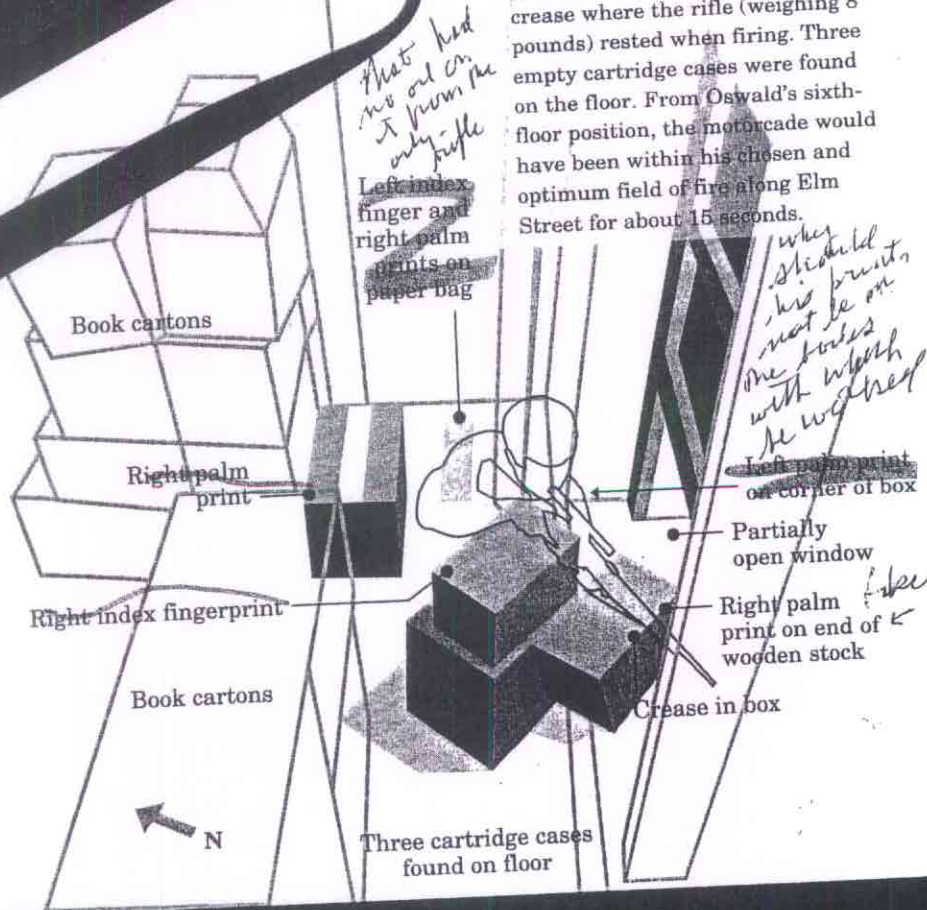 crease where the rifle (weighing 8
pounds) rested when firing. Three
empty cartridge cases were found
on the floor. From Oswald's sixth-
floor position, the motorcade would
have been within his chosen and
optimum field of fire along Elm
Street for about 15 seconds.
that had
no oil on
it from the
oily rifle
Left index
finger and
right palm
prints on
paper bag
why
should
his prints
not be on
the boxes
with which
he worked
Book cartons
Right palm
print
Left palm print
on corner of box
Partially
open window
Right index fingerprint
Right palm
print on end of
wooden stock
fake
Book cartons
Crease in box
N
Three cartridge cases
found on floor